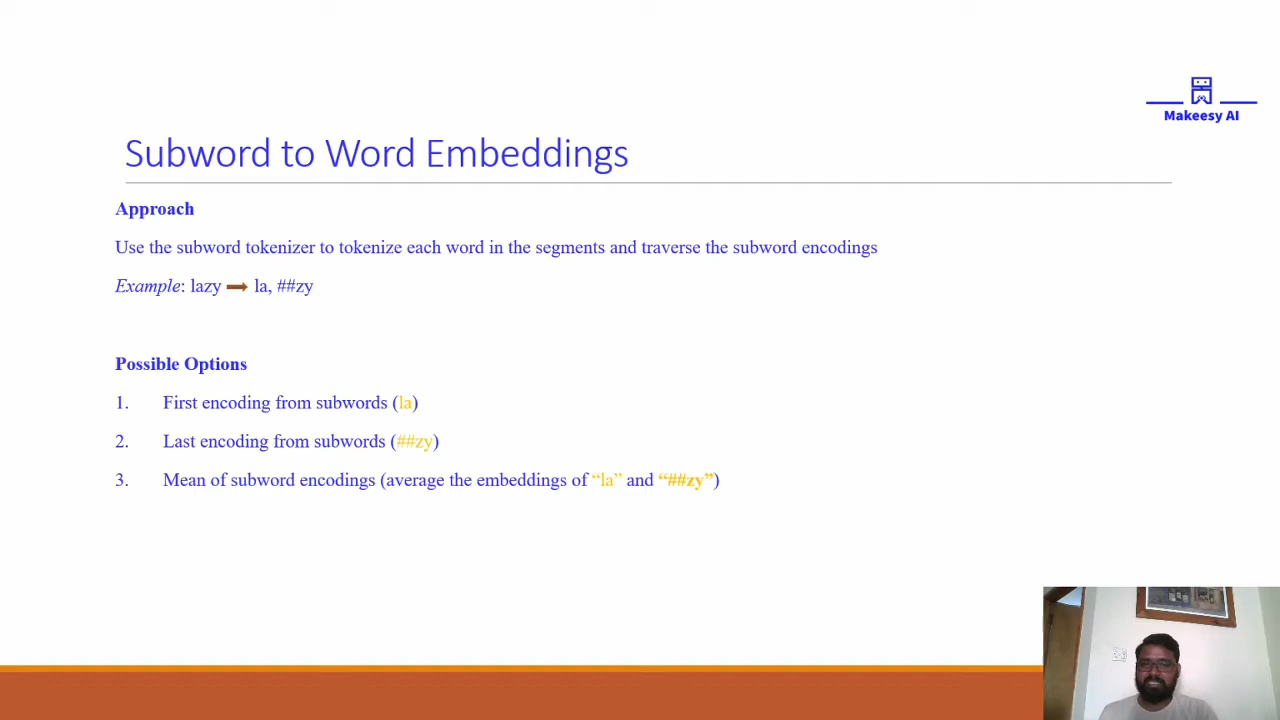 Makeesy AI
Subword to Word Embeddings
Approach
Use the subword tokenizer to tokenize each word in the segments and traverse the subword encodings
Example: lazy ➡ la, ##zy
Possible Options
1. First encoding from subwords (la)
2. Last encoding from subwords (##zy)
3. Mean of subword encodings (average the embeddings of “la” and “##zy”)